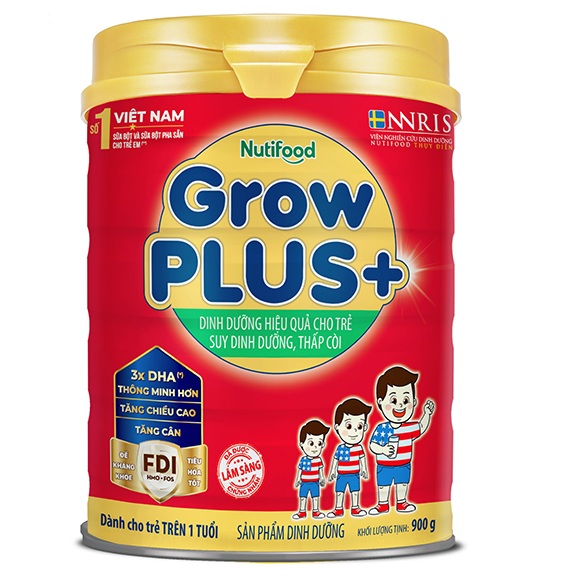 Số 1 VIỆT NAM
SỮA BỘT VÀ SỮA BỘT PHA SẴN
CHO TRẺ EM(**)
NNRIS
VIỆN NGHIÊN CỨU DINH DƯỠNG
NUTIFOOD THỤY ĐIỂN
Nutifood
Grow
PLUS+
DINH DƯỠNG HIỆU QUẢ CHO TRẺ
SUY DINH DƯỠNG, THẤP CÒI
3x DHA(*)
THÔNG MINH HƠN
TĂNG CHIỀU CAO
TĂNG CÂN
ĐỀ KHÁNG KHỎE
FDI
HMO + FOS
TIÊU HÓA TỐT
ĐÃ ĐƯỢC
LÂM SÀNG
CHỨNG NHẬN
Dành cho trẻ TRÊN 1 TUỔI
SẢN PHẨM DINH DƯỠNG
KHỐI LƯỢNG TỊNH: 900 g